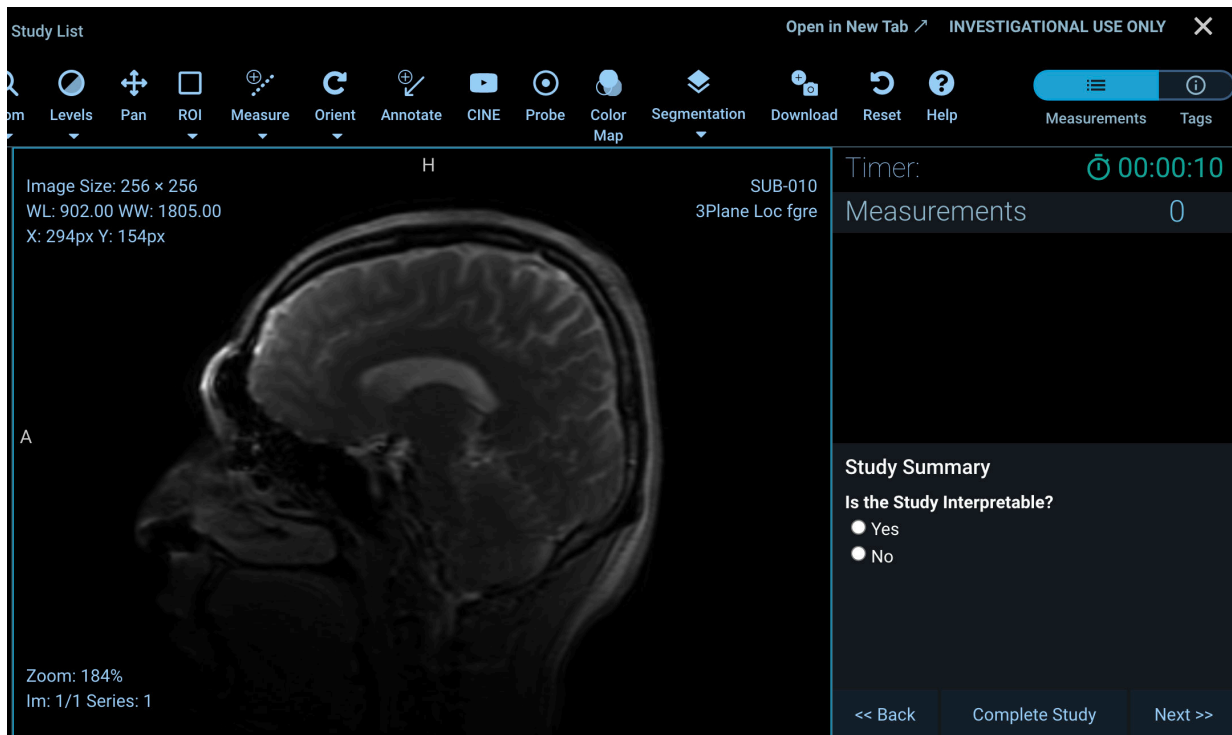 Study List
Open in New Tab ↗ INVESTIGATIONAL USE ONLY ✕
om Levels Pan ROI Measure Orient Annotate CINE Probe Color Map Segmentation Download Reset Help Measurements Tags
H
Image Size: 256 × 256
WL: 902.00 WW: 1805.00
X: 294px Y: 154px
SUB-010
3Plane Loc fgre
A
Zoom: 184%
Im: 1/1 Series: 1
Timer: 00:00:10
Measurements 0
Study Summary
Is the Study Interpretable?
Yes
No
<< Back Complete Study Next >>